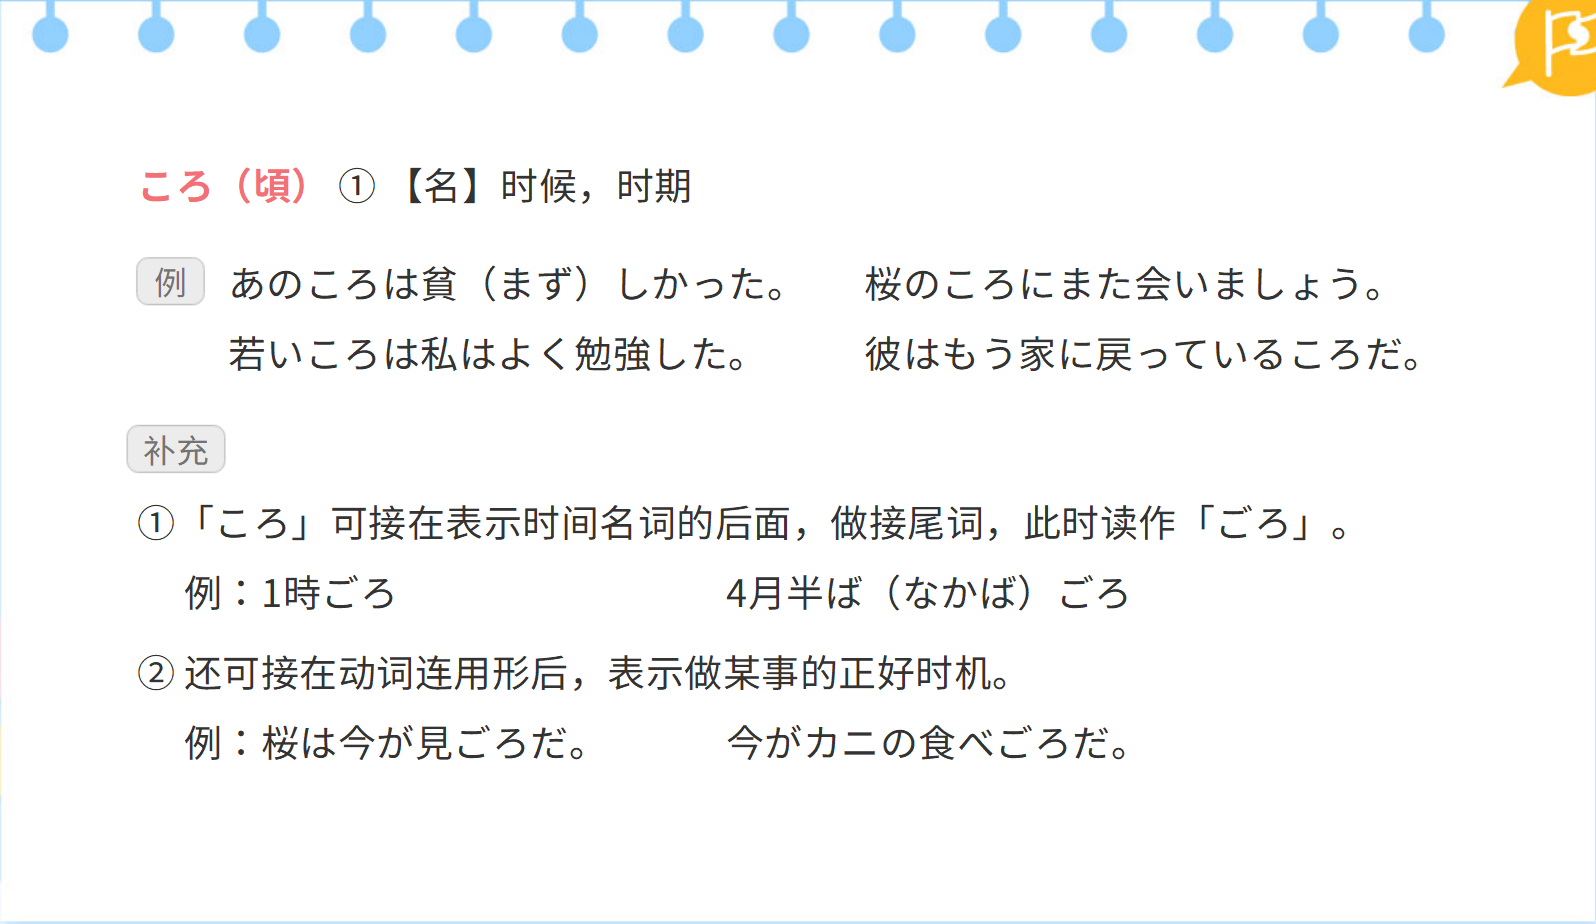 ころ（頃） ① 【名】时候，时期
例 あのころは貧（まず）しかった。 桜のころにまた会いましょう。
若いころは私はよく勉強した。 彼はもう家に戻っているころだ。
补充
①「ころ」可接在表示时间名词的后面，做接尾词，此时读作「ごろ」。
例：1時ごろ 4月半ば（なかば）ごろ
② 还可接在动词连用形后，表示做某事的正好时机。
例：桜は今が見ごろだ。 今がカニの食べごろだ。